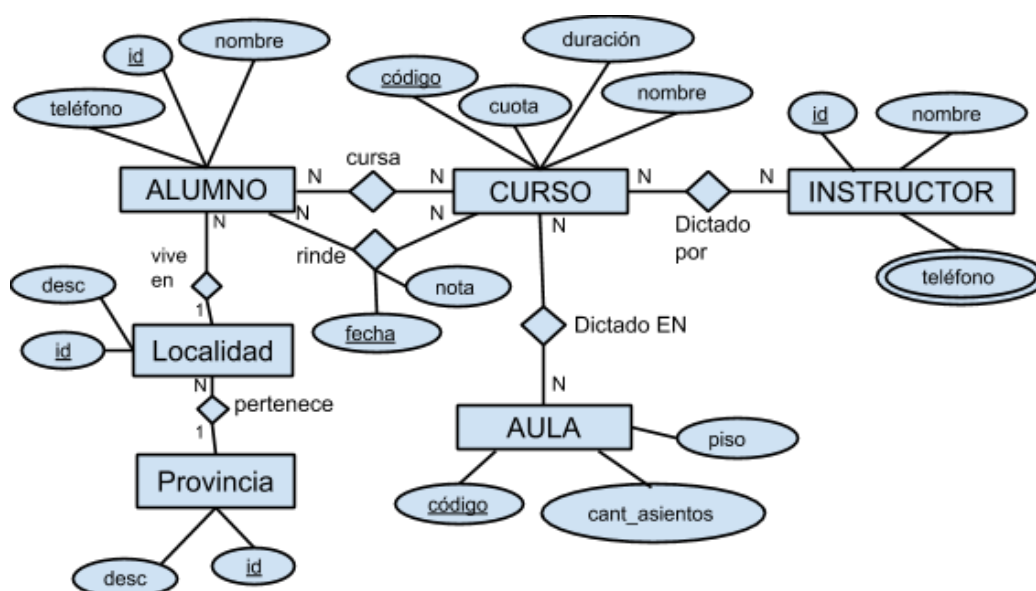 duración
nombre
id
código
nombre
teléfono
cuota
id
nombre
cursa
ALUMNO
N
N
CURSO
N
N
INSTRUCTOR
N
N
N
N
Dictado
por
vive
en
rinde
teléfono
desc
nota
1
fecha
Dictado EN
id
Localidad
N
pertenece
N
1
AULA
piso
Provincia
código
cant_asientos
desc
id